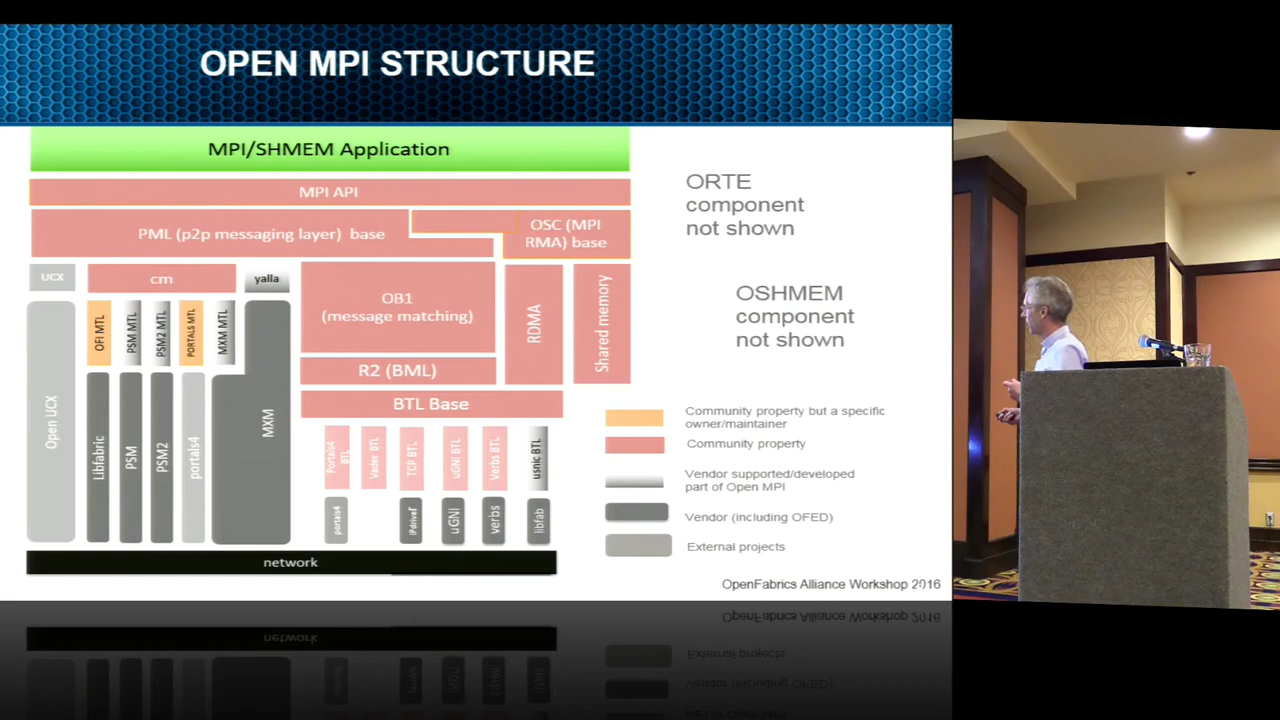 OPEN MPI STRUCTURE
MPI/SHMEM Application
MPI API
PML (p2p messaging layer) base
OSC (MPI
RMA) base
UCX
cm
yalla
OB1
(message matching)
RDMA
Shared memory
OFI MTL
PSM MTL
PSM2 MTL
PORTALS MTL
MXM MTL
R2 (BML)
BTL Base
Open UCX
Libfabric
PSM
PSM2
portals4
MXM
Portals4
BTL
Vader BTL
TCP BTL
uGNI BTL
Verbs BTL
usnic BTL
portals4
uGNI
verbs
libfab
network
ORTE
component
not shown
OSHMEM
component
not shown
Community property but a specific
owner/maintainer
Community property
Vendor supported/developed
part of Open MPI
Vendor (including OFED)
External projects
OpenFabrics Alliance Workshop 2016